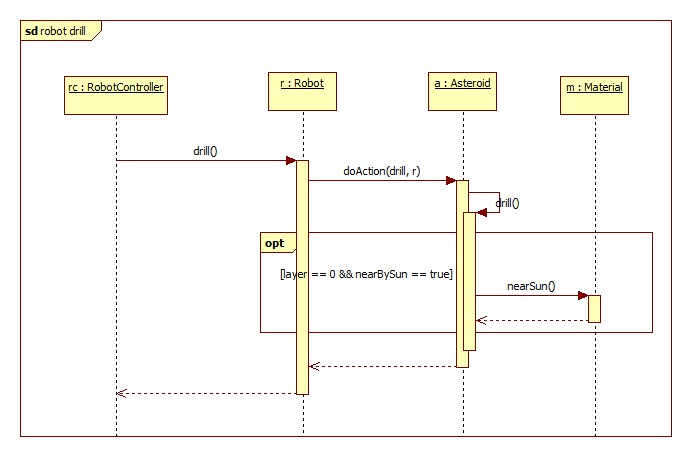 sd robot drill
rc : RobotController
r : Robot
a : Asteroid
m : Material
drill()
doAction(drill, r)
drill()
opt
[layer == 0 && nearBySun == true]
nearSun()